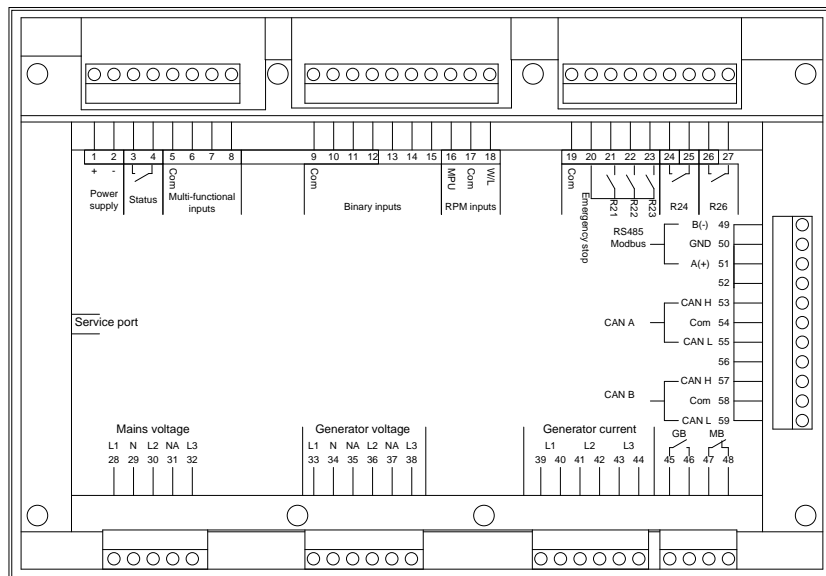 1 2 3 4 5 6 7 8 9 10 11 12 13 14 15 16 17 18 19 20 21 22 23 24 25 26 27
+ - Com Com MPU Com W/L Com
Power supply
Status
Multi-functional inputs
Binary inputs
RPM inputs
Emergency stop
R21 R22 R23
R24
R26
RS485
Modbus
B(-) 49
GND 50
A(+) 51
52
CAN H 53
CAN A Com 54
CAN L 55
56
CAN H 57
CAN B Com 58
CAN L 59
Service port
Mains voltage
L1 N L2 NA L3
28 29 30 31 32
Generator voltage
L1 N NA L2 NA L3
33 34 35 36 37 38
Generator current
L1 L2 L3
39 40 41 42 43 44
GB MB
45 46 47 48